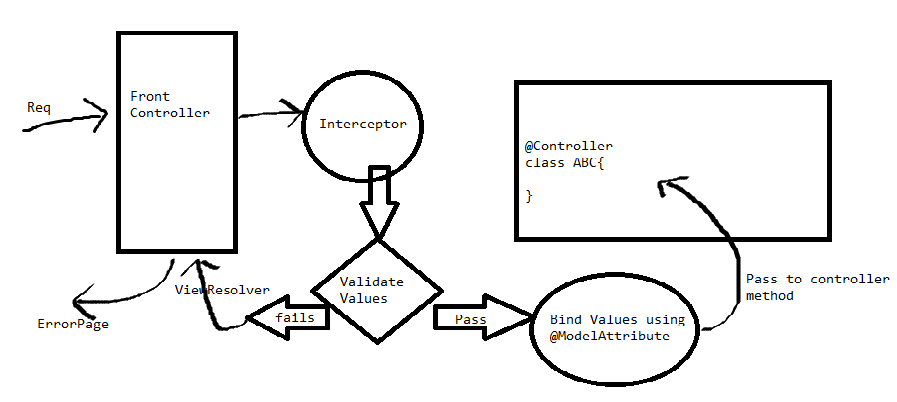 Req
Front
Controller
Interceptor
@Controller
class ABC{
}
Validate
Values
ViewResolver
fails
Pass
ErrorPage
Bind Values using
@ModelAttribute
Pass to controller
method